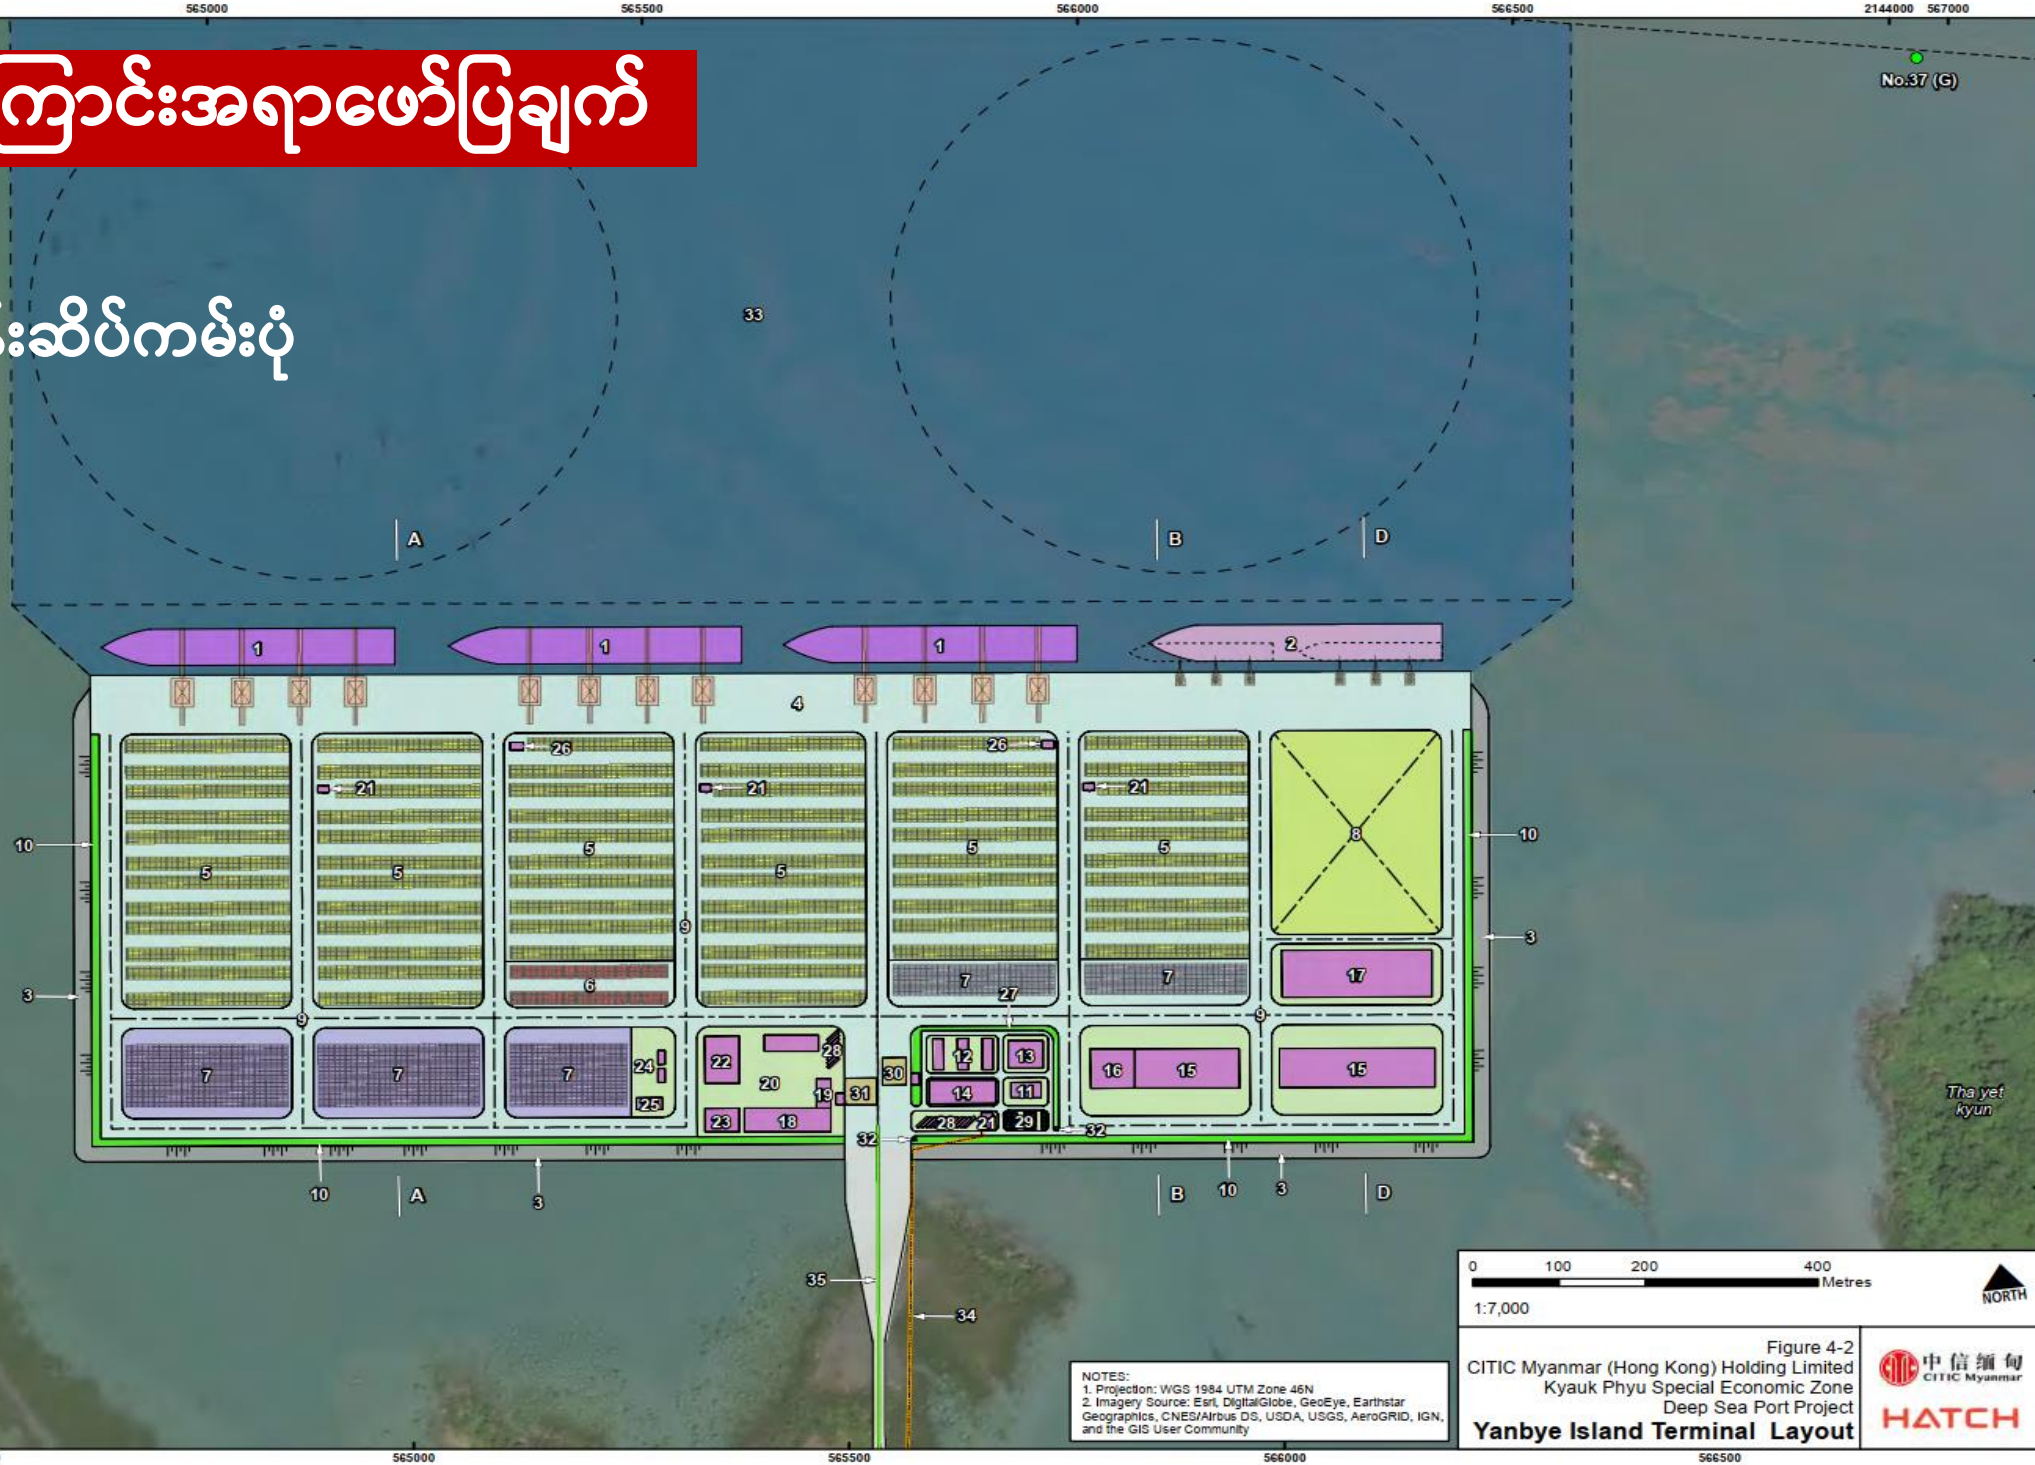 565000 565500 566000 566500 2144000 567000
ကြောင်းအရာဖော်ပြချက်
No.37 (G)
33
းဆိပ်ကမ်းပုံ
A B D
1 1 1 2
4
26 26
21 21 21
10 5 5 5 5 5 5 8 10
9 3
6 7 7 17
3 27
9 9
7 7 7 24 25 22 20 28 19 31 30 12 13 16 15 15
14 11
23 18 28 21 29
32 32
10 A 3 B 10 3 D
Tha yet
kyun
35
34
0 100 200 400
Metres
1:7,000
NORTH
NOTES:
1. Projection: WGS 1984 UTM Zone 46N
2. Imagery Source: Esri, DigitalGlobe, GeoEye, Earthstar
Geographics, CNES/Airbus DS, USDA, USGS, AeroGRID, IGN,
and the GIS User Community
Figure 4-2
CITIC Myanmar (Hong Kong) Holding Limited
Kyauk Phyu Special Economic Zone
Deep Sea Port Project
Yanbye Island Terminal Layout
中信缅甸
CITIC Myanmar
HATCH
565000 565500 566000 566500